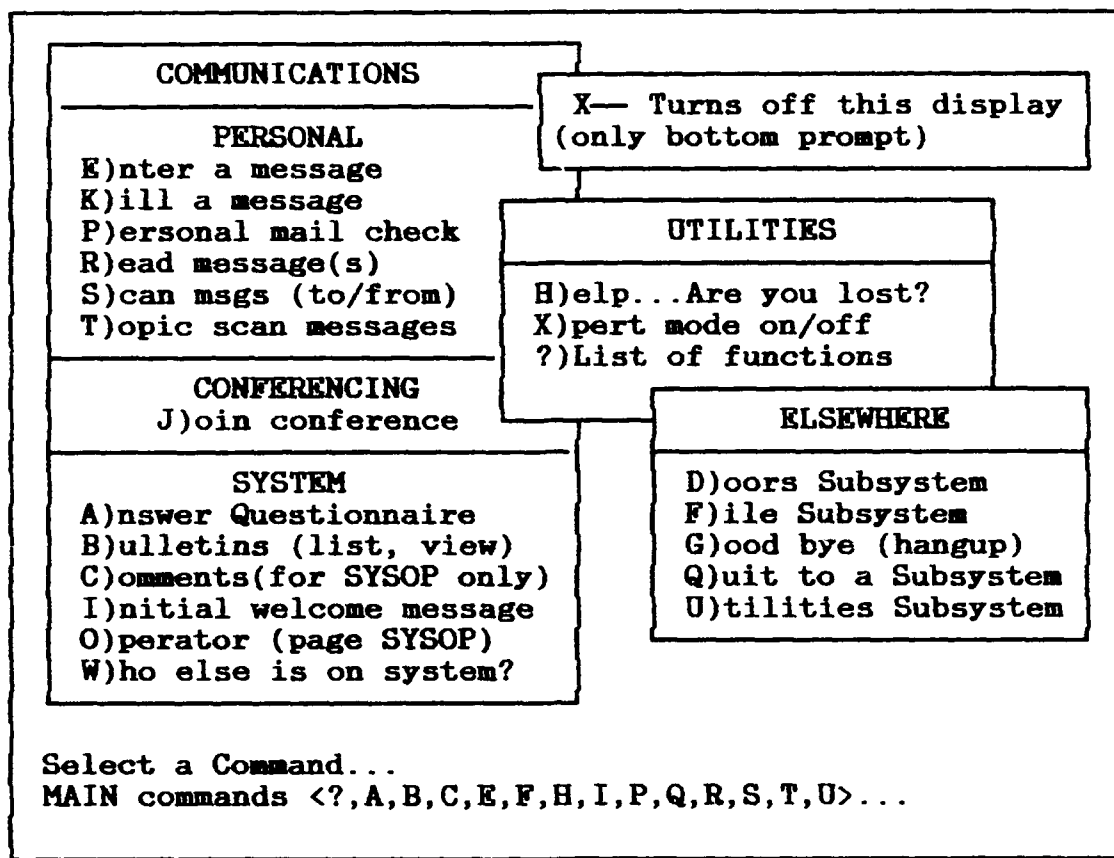 COMMUNICATIONS
PERSONAL
E)nter a message
K)ill a message
P)ersonal mail check
R)ead message(s)
S)can msgs (to/from)
T)opic scan messages
CONFERENCING
J)oin conference
SYSTEM
A)nswer Questionnaire
B)ulletins (list, view)
C)omments(for SYSOP only)
I)nitial welcome message
O)perator (page SYSOP)
W)ho else is on system?
X— Turns off this display
(only bottom prompt)
UTILITIES
H)elp...Are you lost?
X)pert mode on/off
?)List of functions
ELSEWHERE
D)oors Subsystem
F)ile Subsystem
G)ood bye (hangup)
Q)uit to a Subsystem
U)tilities Subsystem
Select a Command...
MAIN commands <?,A,B,C,E,F,H,I,P,Q,R,S,T,U>...